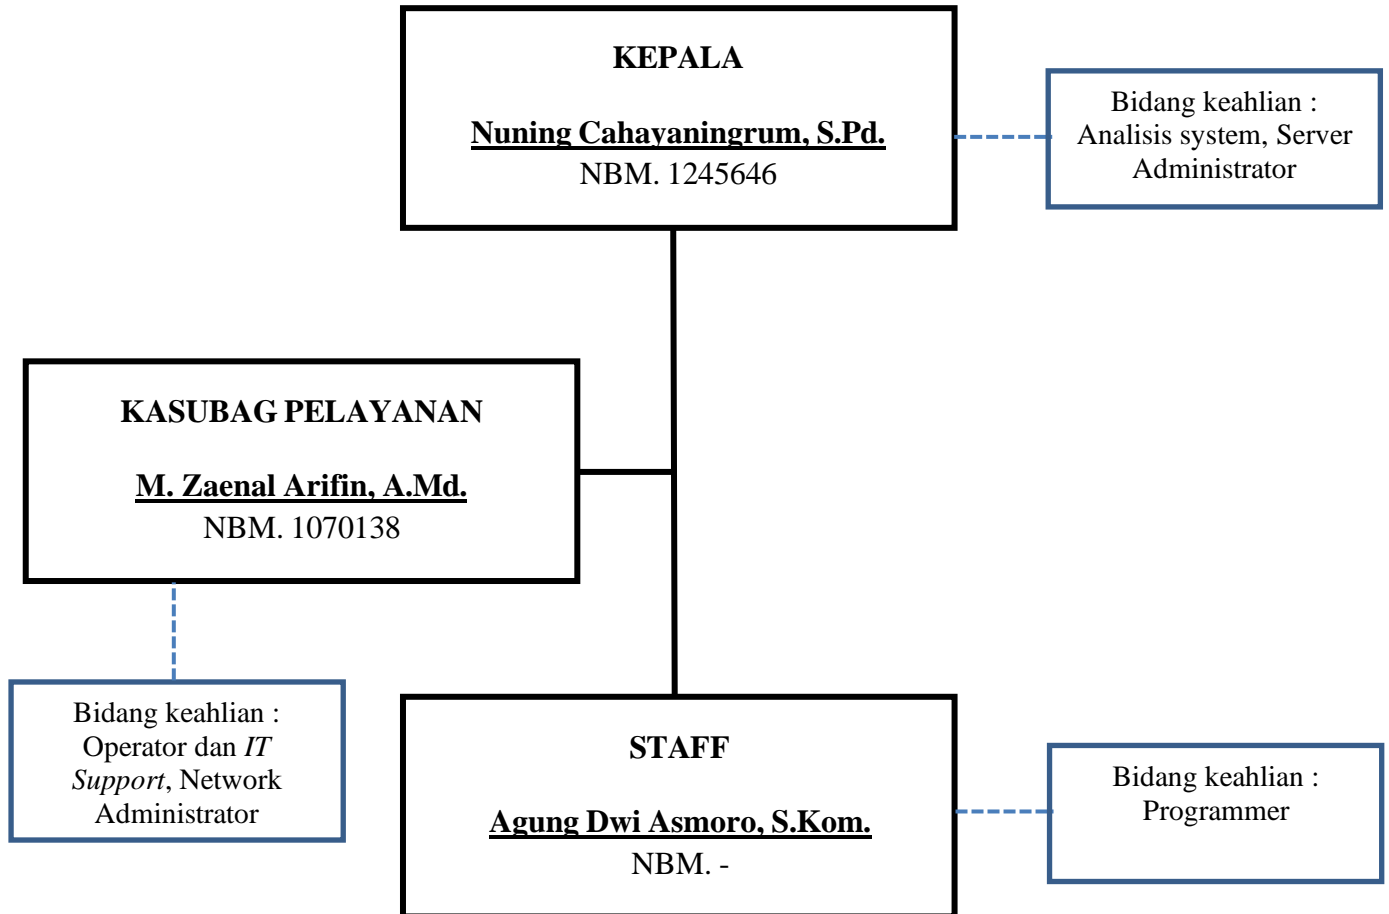 KEPALA
Nuning Cahayaningrum, S.Pd.
NBM. 1245646
Bidang keahlian :
Analisis system, Server
Administrator
KASUBAG PELAYANAN
M. Zaenal Arifin, A.Md.
NBM. 1070138
Bidang keahlian :
Operator dan IT
Support, Network
Administrator
STAFF
Agung Dwi Asmoro, S.Kom.
NBM. -
Bidang keahlian :
Programmer